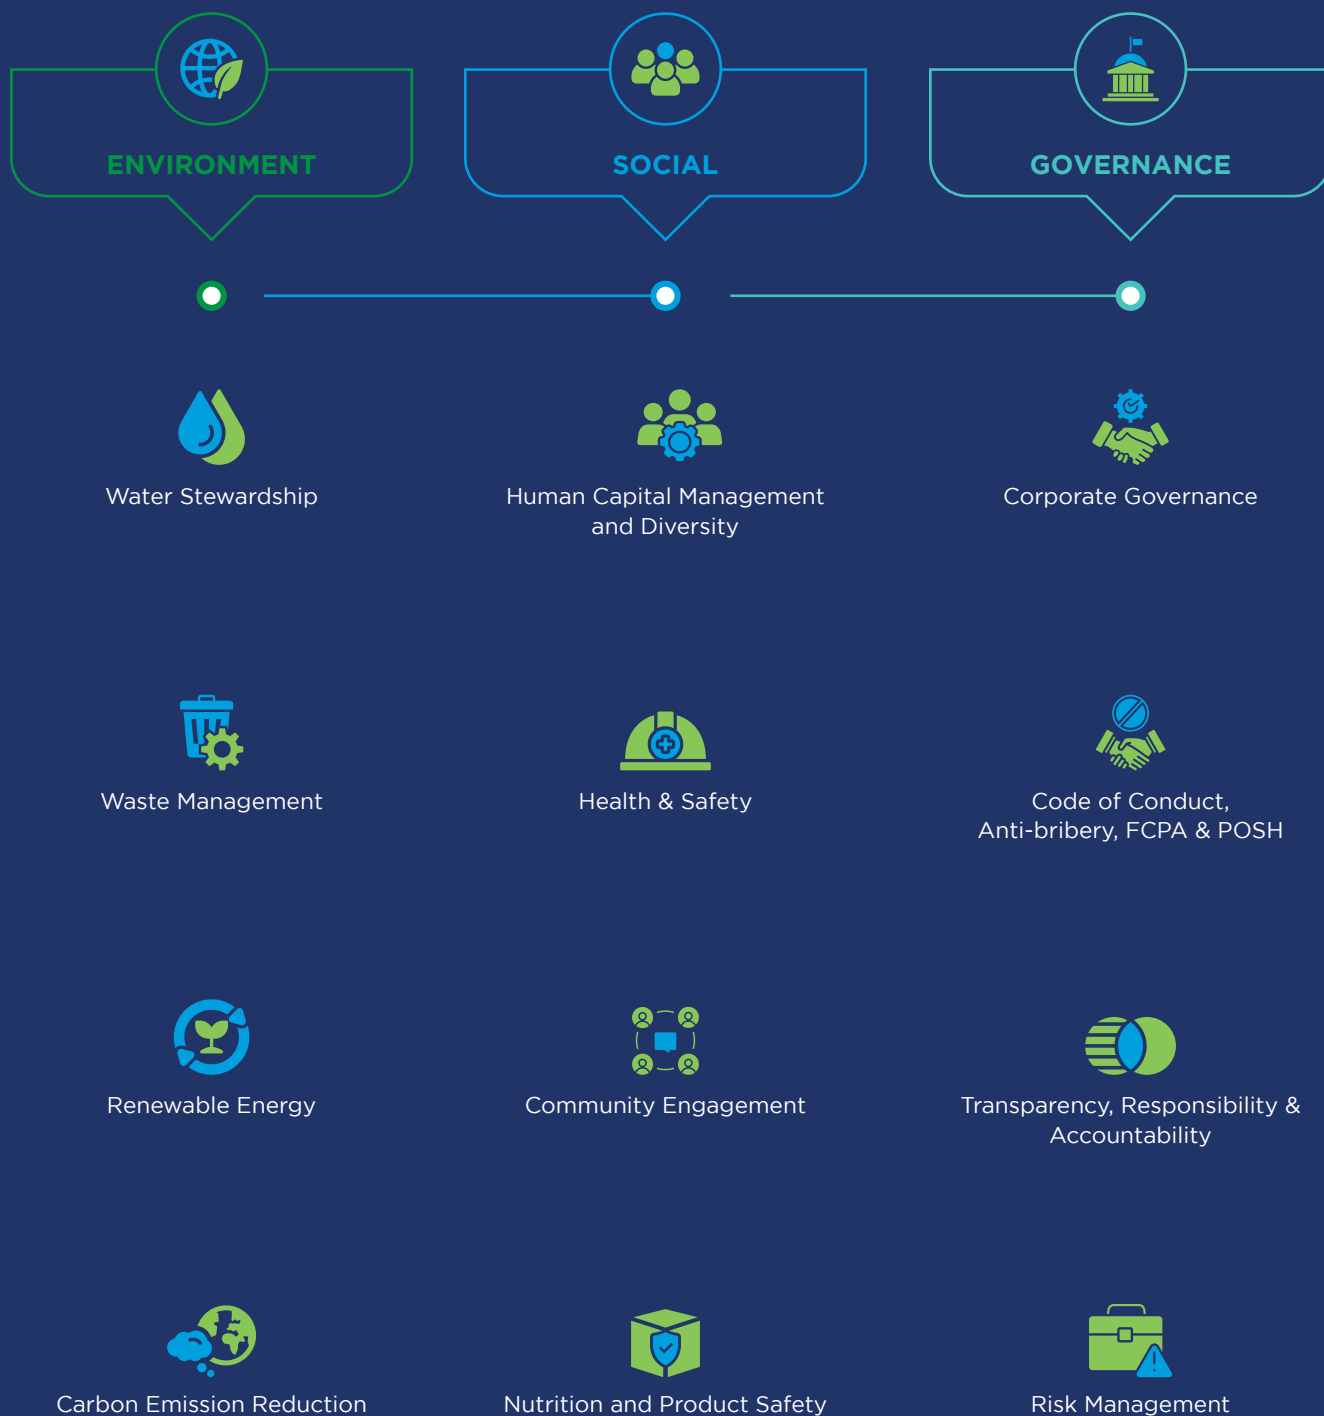 ENVIRONMENT
SOCIAL
GOVERNANCE
Water Stewardship
Human Capital Management
and Diversity
Corporate Governance
Waste Management
Health & Safety
Code of Conduct,
Anti-bribery, FCPA & POSH
Renewable Energy
Community Engagement
Transparency, Responsibility &
Accountability
Carbon Emission Reduction
Nutrition and Product Safety
Risk Management